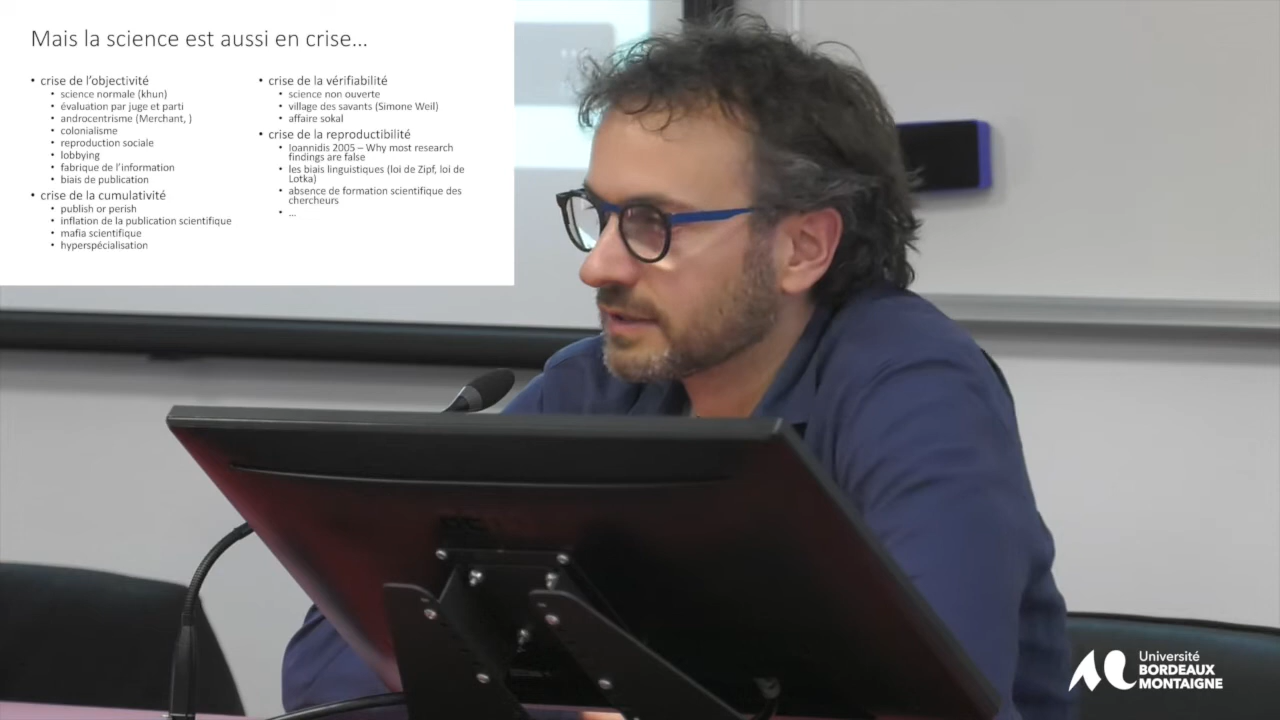 Mais la science est aussi en crise…
• crise de l'objectivité
• science normale (khun)
• évaluation par juge et parti
• androcentrisme (Merchant, )
• colonialisme
• reproduction sociale
• lobbying
• fabrique de l'information
• biais de publication
• crise de la cumulativité
• publish or perish
• inflation de la publication scientifique
• mafia scientifique
• hyperspécialisation
• crise de la vérifiabilité
• science non ouverte
• village des savants (Simone Weil)
• affaire sokal
• crise de la reproductibilité
• Ioannidis 2005 – Why most research
findings are false
• les biais linguistiques (loi de Zipf, loi de
Lotka)
• absence de formation scientifique des
chercheurs
• …
Université
BORDEAUX
MONTAIGNE